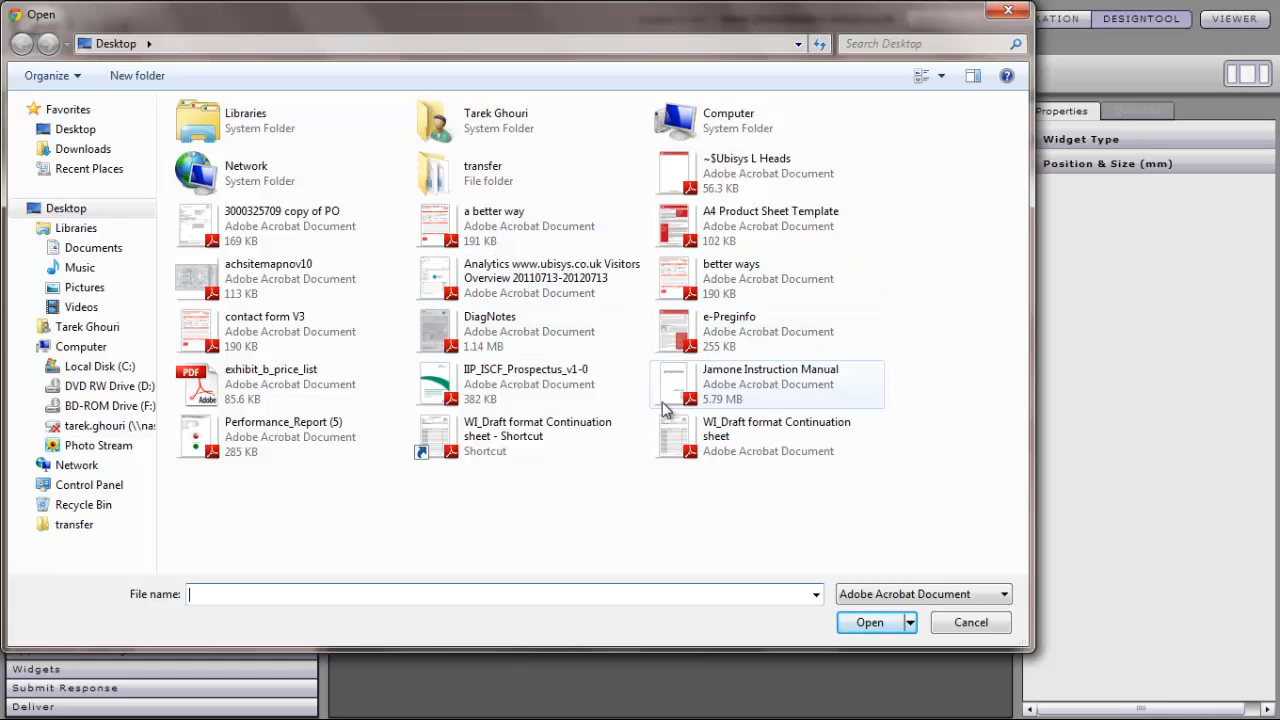 Open
RATION
DESIGNTOOL
VIEWER
Desktop
Search Desktop
Organize
New folder
Favorites
Desktop
Downloads
Recent Places
Desktop
Libraries
Documents
Music
Pictures
Videos
Tarek Ghouri
Computer
Local Disk (C:)
DVD RW Drive (D:)
BD-ROM Drive (F:)
tarek.ghouri (\\nas
Photo Stream
Network
Control Panel
Recycle Bin
transfer
Libraries
System Folder
Tarek Ghouri
System Folder
Computer
System Folder
Network
System Folder
transfer
File folder
~$Ubisys L Heads
Adobe Acrobat Document
56.3 KB
3000325709 copy of PO
Adobe Acrobat Document
169 KB
a better way
Adobe Acrobat Document
191 KB
A4 Product Sheet Template
Adobe Acrobat Document
102 KB
achsitemapnov10
Adobe Acrobat Document
113 KB
Analytics www.ubisys.co.uk Visitors
Overview 20110713-20120713
Adobe Acrobat Document
better ways
Adobe Acrobat Document
190 KB
contact form V3
Adobe Acrobat Document
190 KB
DiagNotes
Adobe Acrobat Document
1.14 MB
e-Preginfo
Adobe Acrobat Document
255 KB
PDF
Adobe
exhibit_b_price_list
Adobe Acrobat Document
85.6 KB
IIP_ISCF_Prospectus_v1-0
Adobe Acrobat Document
382 KB
Jamone Instruction Manual
Adobe Acrobat Document
5.79 MB
Performance_Report (5)
Adobe Acrobat Document
285 KB
WI_Draft format Continuation
sheet - Shortcut
Shortcut
WI_Draft format Continuation
sheet
Adobe Acrobat Document
File name:
Adobe Acrobat Document
Open
Cancel
Properties
Widget Type
Position & Size (mm)
Widgets
Submit Response
Deliver